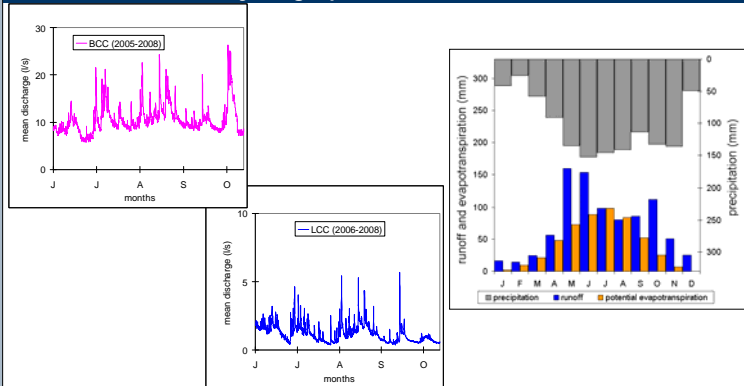 30
BCC (2005-2008)
20
10
0
mean discharge (l/s)
J J A S O
months
10
LCC (2006-2008)
5
0
mean discharge (l/s)
J J A S O
months
runoff and evapotranspiration (mm)
300
250
200
150
100
50
0
0
50
100
150
200
250
300
precipitation (mm)
J F M A M J J A S O N D
precipitation runoff potential evapotranspiration